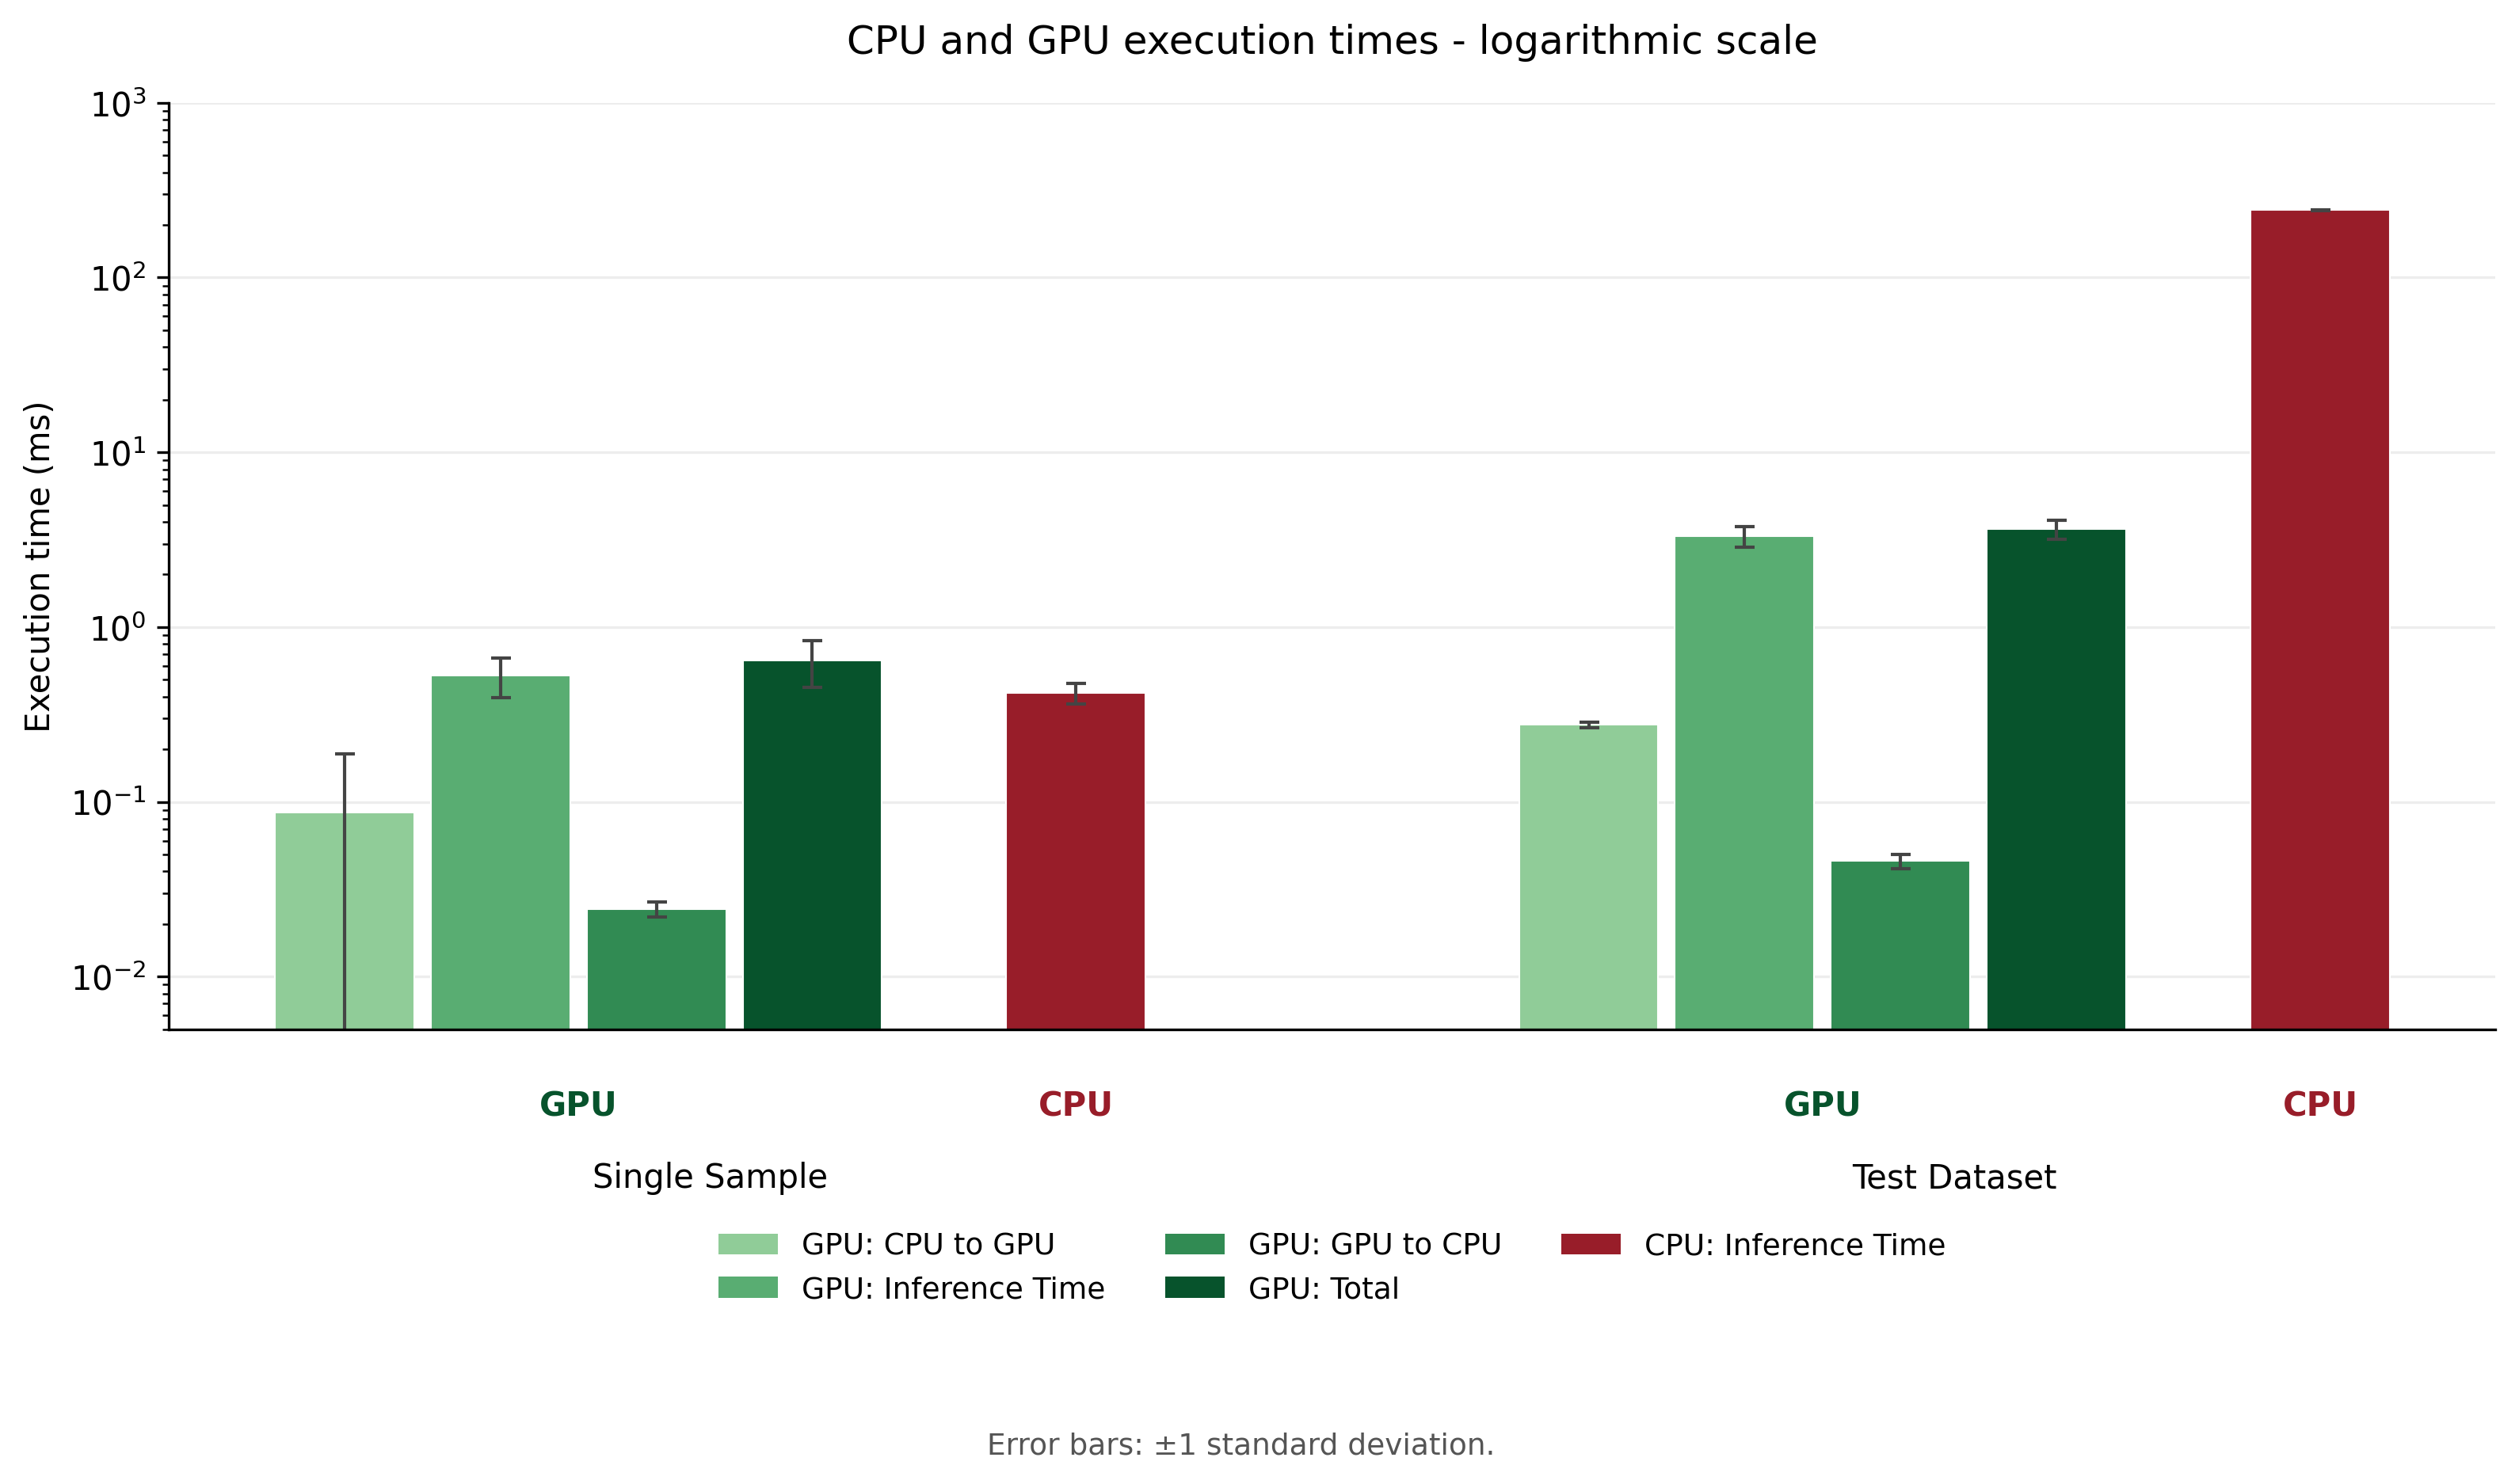 CPU and GPU execution times - logarithmic scale
Execution time (ms)
10³
10²
10¹
10⁰
10⁻¹
10⁻²
GPU CPU GPU CPU
Single Sample Test Dataset
GPU: CPU to GPU GPU: GPU to CPU CPU: Inference Time
GPU: Inference Time GPU: Total
Error bars: ±1 standard deviation.